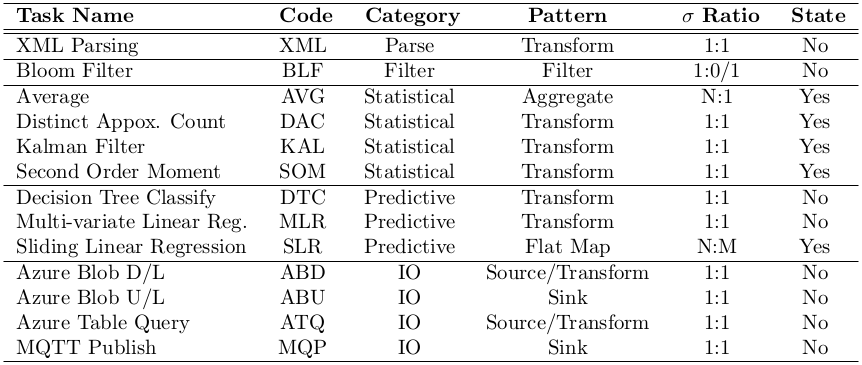 Task Name Code Category Pattern σ Ratio State
XML Parsing XML Parse Transform 1:1 No
Bloom Filter BLF Filter Filter 1:0/1 No
Average AVG Statistical Aggregate N:1 Yes
Distinct Appox. Count DAC Statistical Transform 1:1 Yes
Kalman Filter KAL Statistical Transform 1:1 Yes
Second Order Moment SOM Statistical Transform 1:1 Yes
Decision Tree Classify DTC Predictive Transform 1:1 No
Multi-variate Linear Reg. MLR Predictive Transform 1:1 No
Sliding Linear Regression SLR Predictive Flat Map N:M Yes
Azure Blob D/L ABD IO Source/Transform 1:1 No
Azure Blob U/L ABU IO Sink 1:1 No
Azure Table Query ATQ IO Source/Transform 1:1 No
MQTT Publish MQP IO Sink 1:1 No